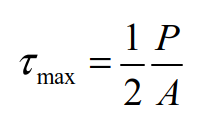 τ_max = 1/2 P/A